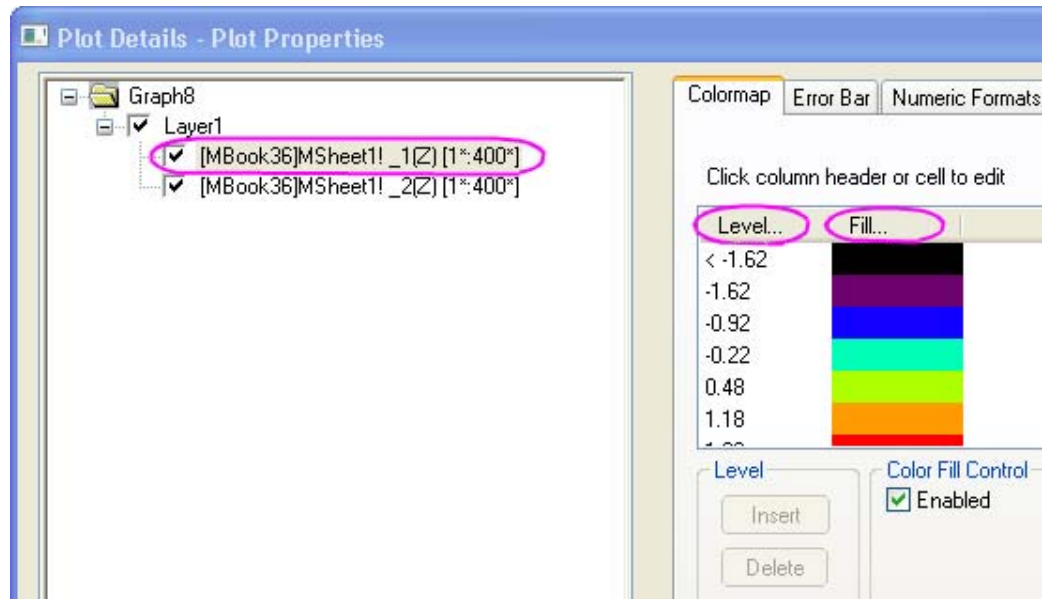 Plot Details - Plot Properties
Graph8
Layer1
[MBook36]MSheet1! _1(Z) [1*:400*]
[MBook36]MSheet1! _2(Z) [1*:400*]
Colormap Error Bar Numeric Formats
Click column header or cell to edit
Level... Fill...
< -1.62
-1.62
-0.92
-0.22
0.48
1.18
Level
Insert
Delete
Color Fill Control
Enabled